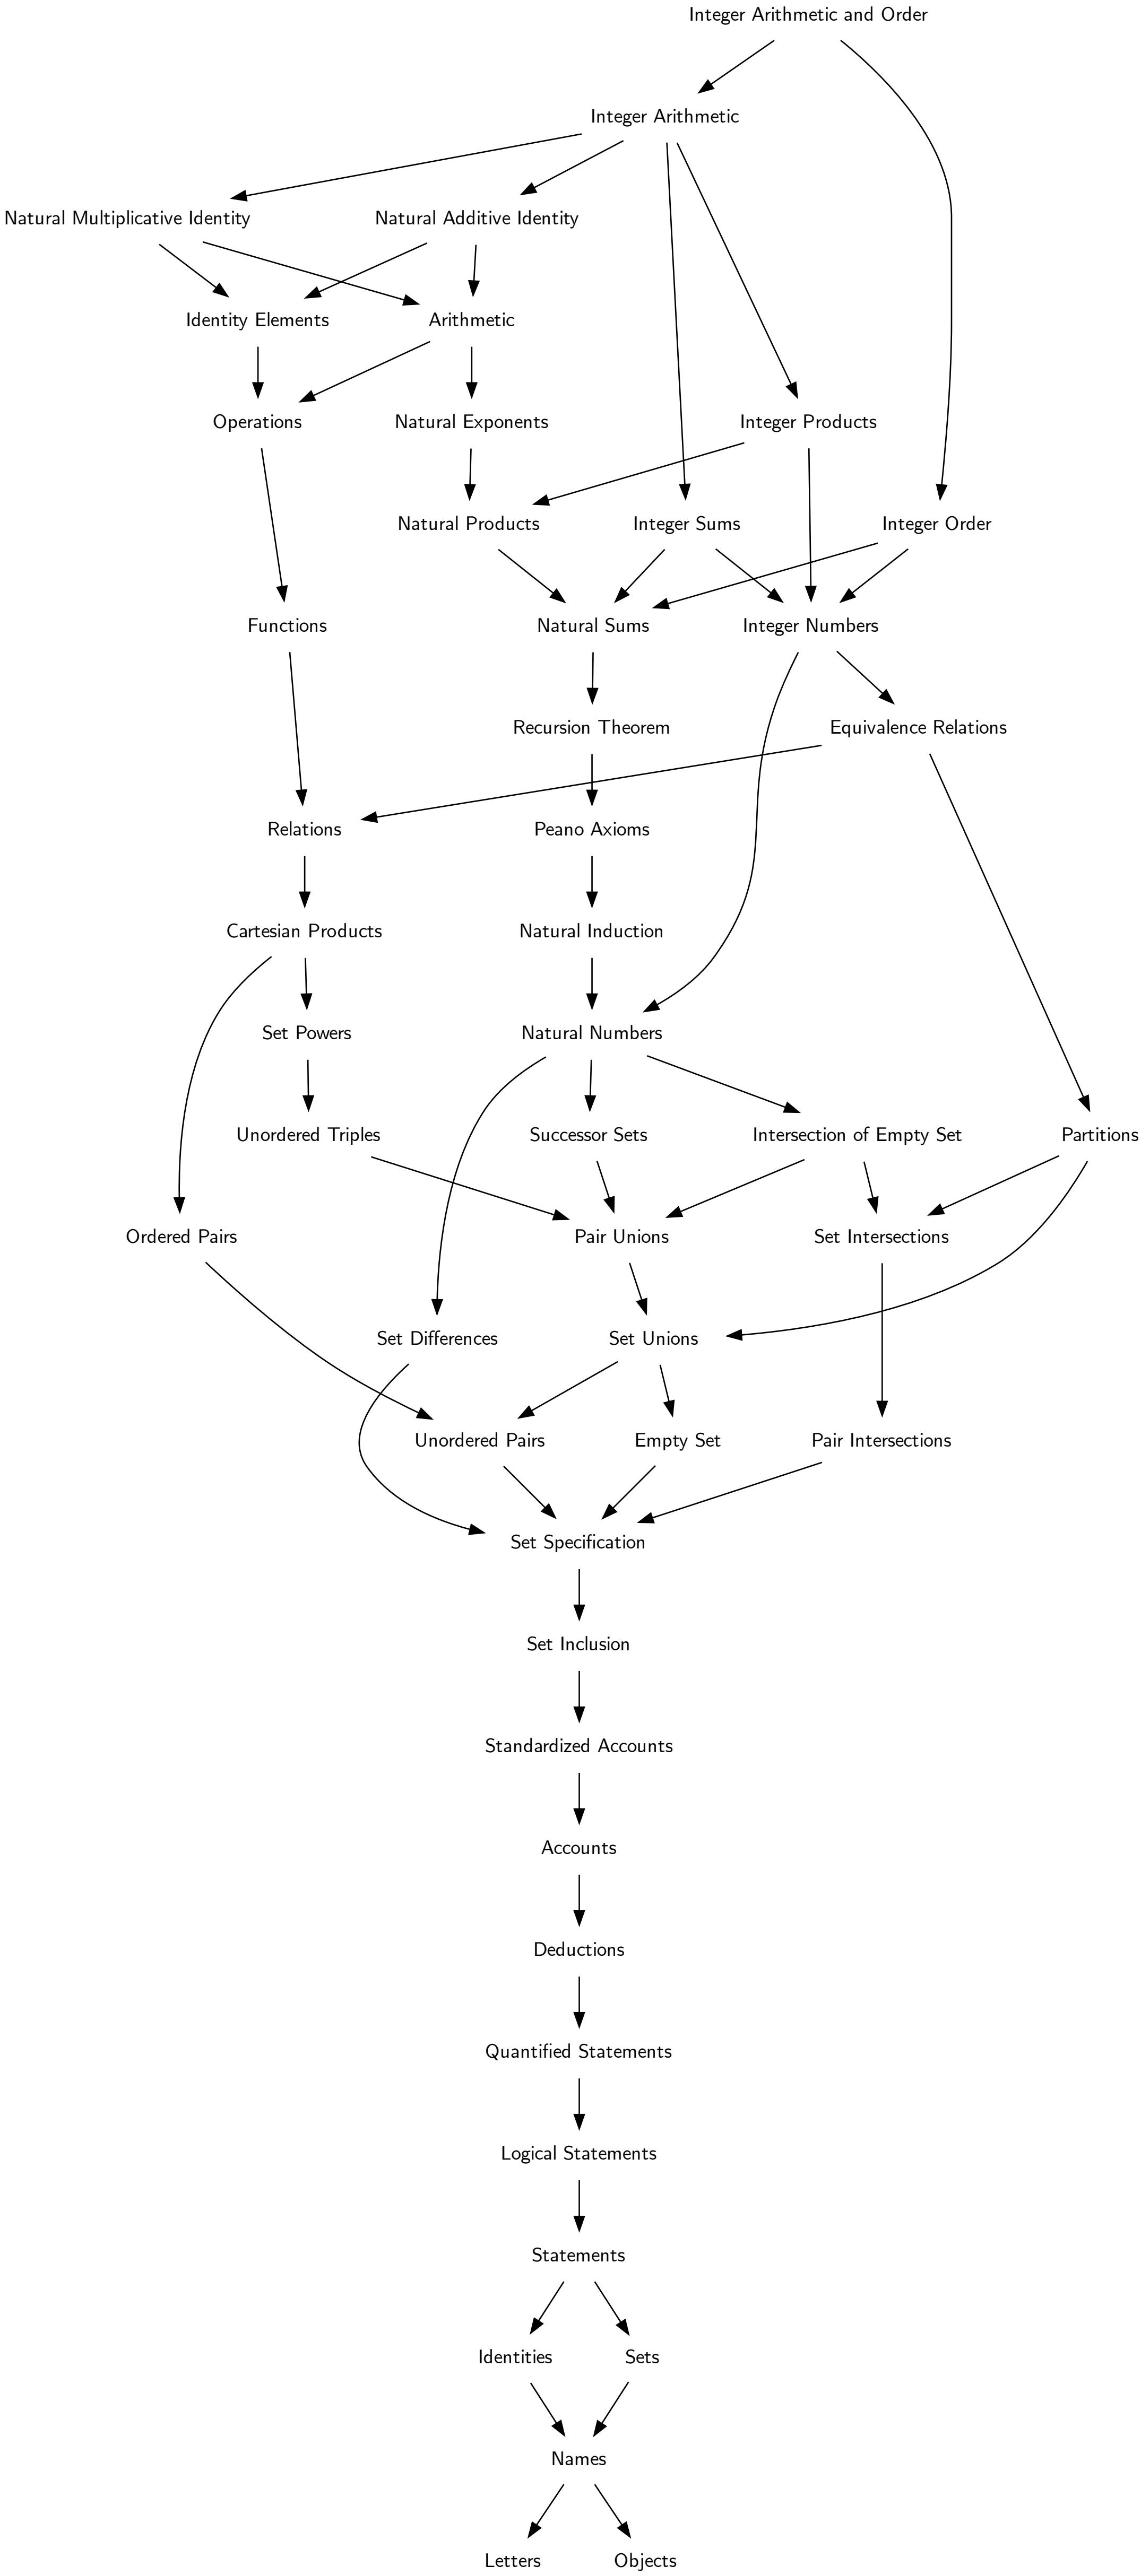 Integer Arithmetic and Order
Integer Arithmetic
Natural Multiplicative Identity
Natural Additive Identity
Identity Elements
Arithmetic
Operations
Natural Exponents
Integer Products
Natural Products
Integer Sums
Integer Order
Functions
Natural Sums
Integer Numbers
Recursion Theorem
Equivalence Relations
Relations
Peano Axioms
Cartesian Products
Natural Induction
Set Powers
Natural Numbers
Unordered Triples
Successor Sets
Intersection of Empty Set
Partitions
Ordered Pairs
Pair Unions
Set Intersections
Set Differences
Set Unions
Unordered Pairs
Empty Set
Pair Intersections
Set Specification
Set Inclusion
Standardized Accounts
Accounts
Deductions
Quantified Statements
Logical Statements
Statements
Identities
Sets
Names
Letters
Objects